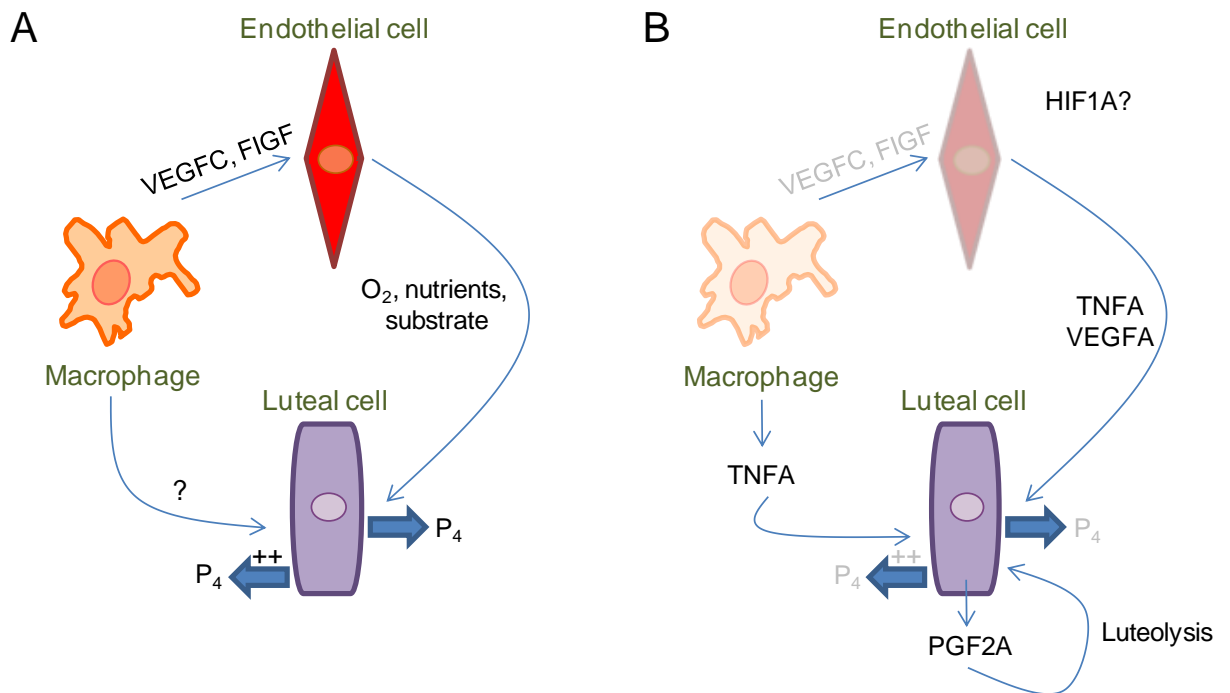 A
Endothelial cell
VEGFC, FIGF
O₂, nutrients,
substrate
Macrophage
Luteal cell
?
P₄
++
P₄
B
Endothelial cell
HIF1A?
VEGFC, FIGF
TNFA
VEGFA
Macrophage
Luteal cell
TNFA
P₄
++
P₄
PGF2A
Luteolysis